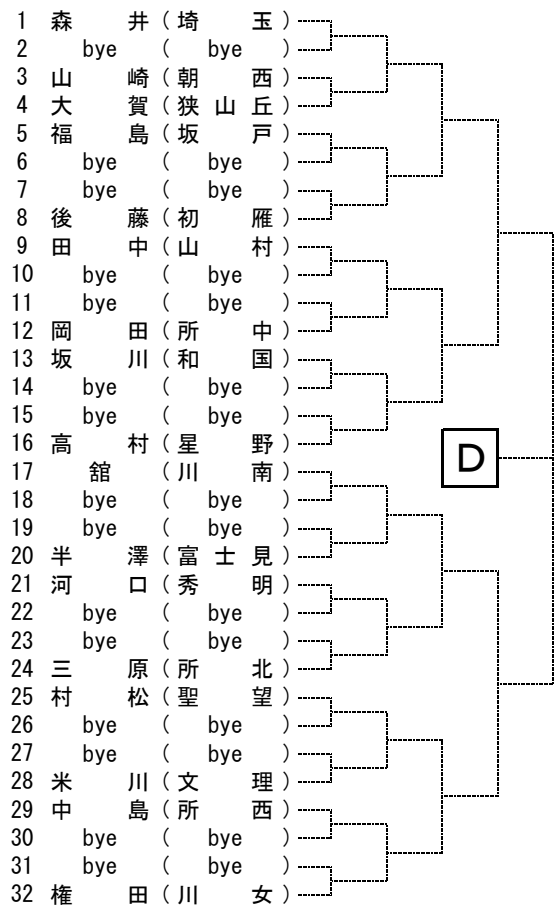 1 森 井 ( 埼 玉 )
2 bye ( bye )
3 山 崎 ( 朝 西 )
4 大 賀 ( 狭 山 丘 )
5 福 島 ( 坂 戸 )
6 bye ( bye )
7 bye ( bye )
8 後 藤 ( 初 雁 )
9 田 中 ( 山 村 )
10 bye ( bye )
11 bye ( bye )
12 岡 田 ( 所 中 )
13 坂 川 ( 和 国 )
14 bye ( bye )
15 bye ( bye )
16 高 村 ( 星 野 )
D
17 舘 ( 川 南 )
18 bye ( bye )
19 bye ( bye )
20 半 澤 ( 富 士 見 )
21 河 口 ( 秀 明 )
22 bye ( bye )
23 bye ( bye )
24 三 原 ( 所 北 )
25 村 松 ( 聖 望 )
26 bye ( bye )
27 bye ( bye )
28 米 川 ( 文 理 )
29 中 島 ( 所 西 )
30 bye ( bye )
31 bye ( bye )
32 権 田 ( 川 女 )